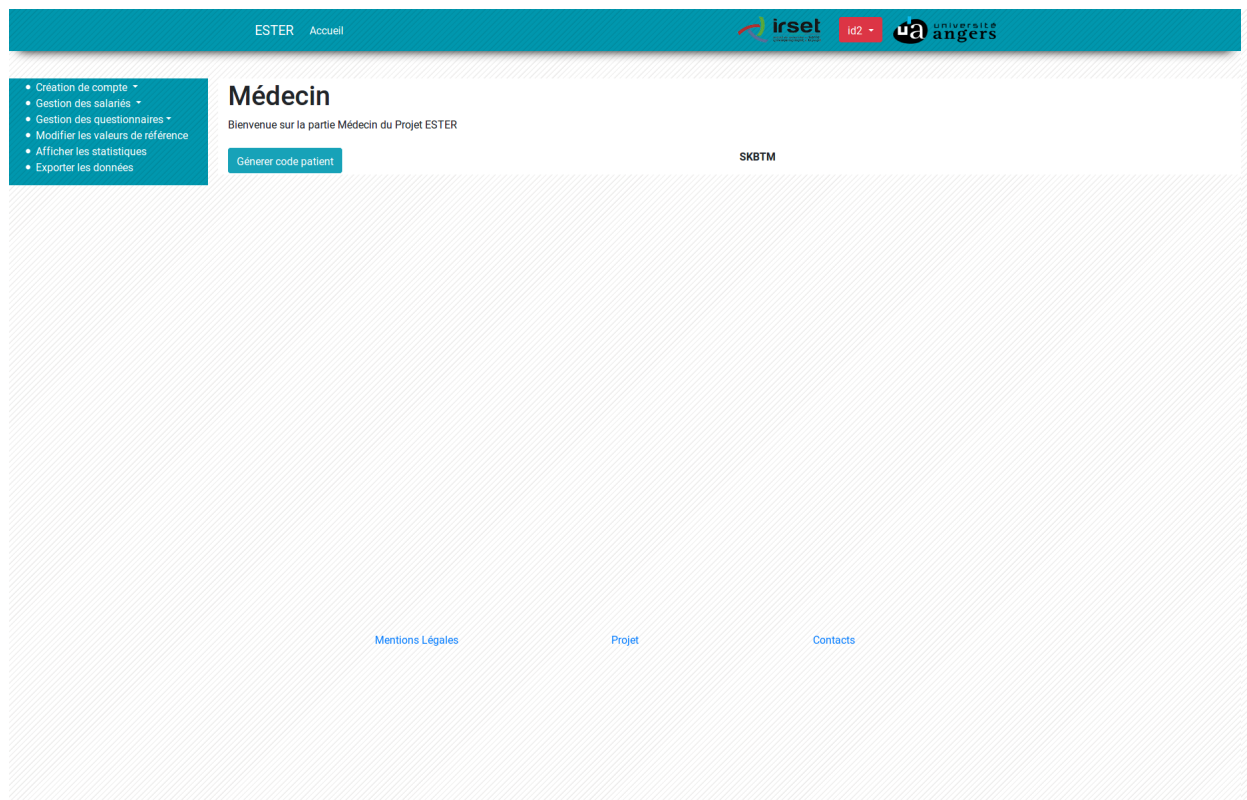 ESTER Accueil irset id2 ua université angers
Création de compte
Gestion des salariés
Gestion des questionnaires
Modifier les valeurs de référence
Afficher les statistiques
Exporter les données
Médecin
Bienvenue sur la partie Médecin du Projet ESTER
Génerer code patient SKBTM
Mentions Légales Projet Contacts